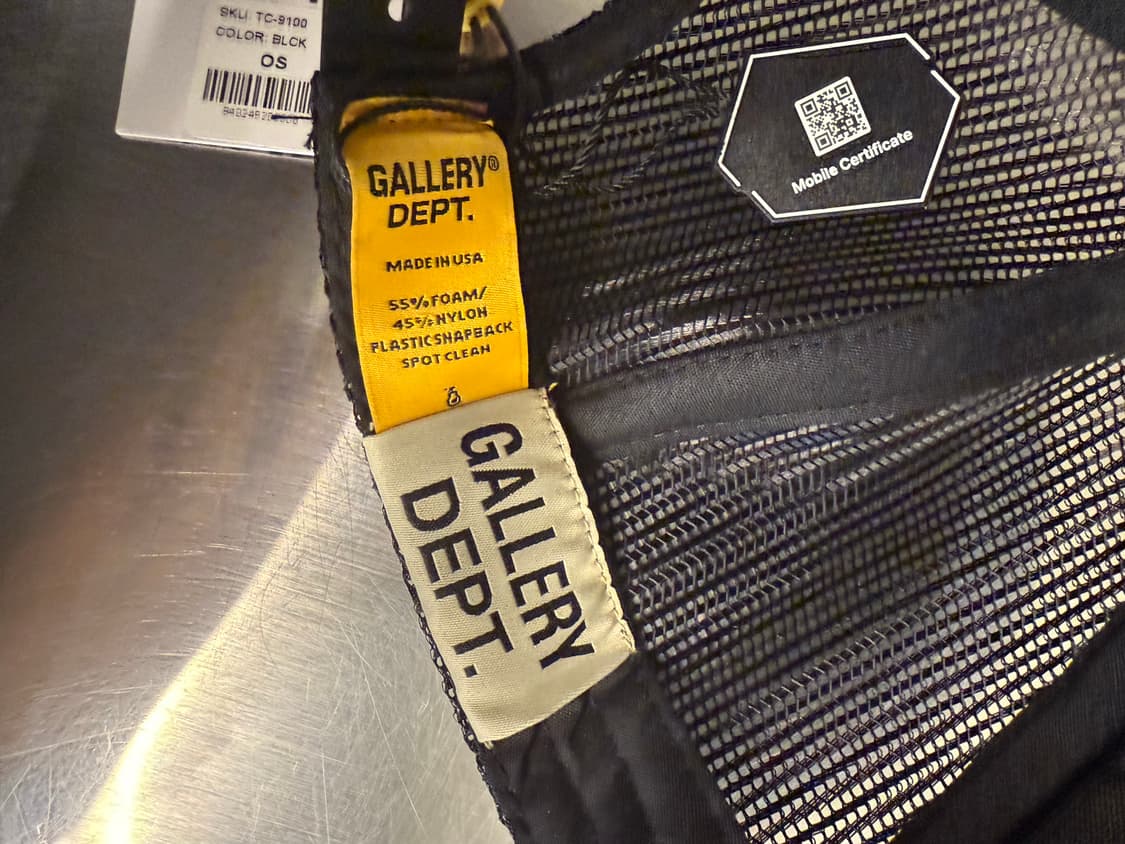 SKU: TC-9100
COLOR: BLCK
OS
GALLERY®
DEPT.
MADE IN USA
55% FOAM/
45% NYLON
PLASTIC SNAPBACK
SPOT CLEAN
GALLERY
DEPT.
Mobile Certificate